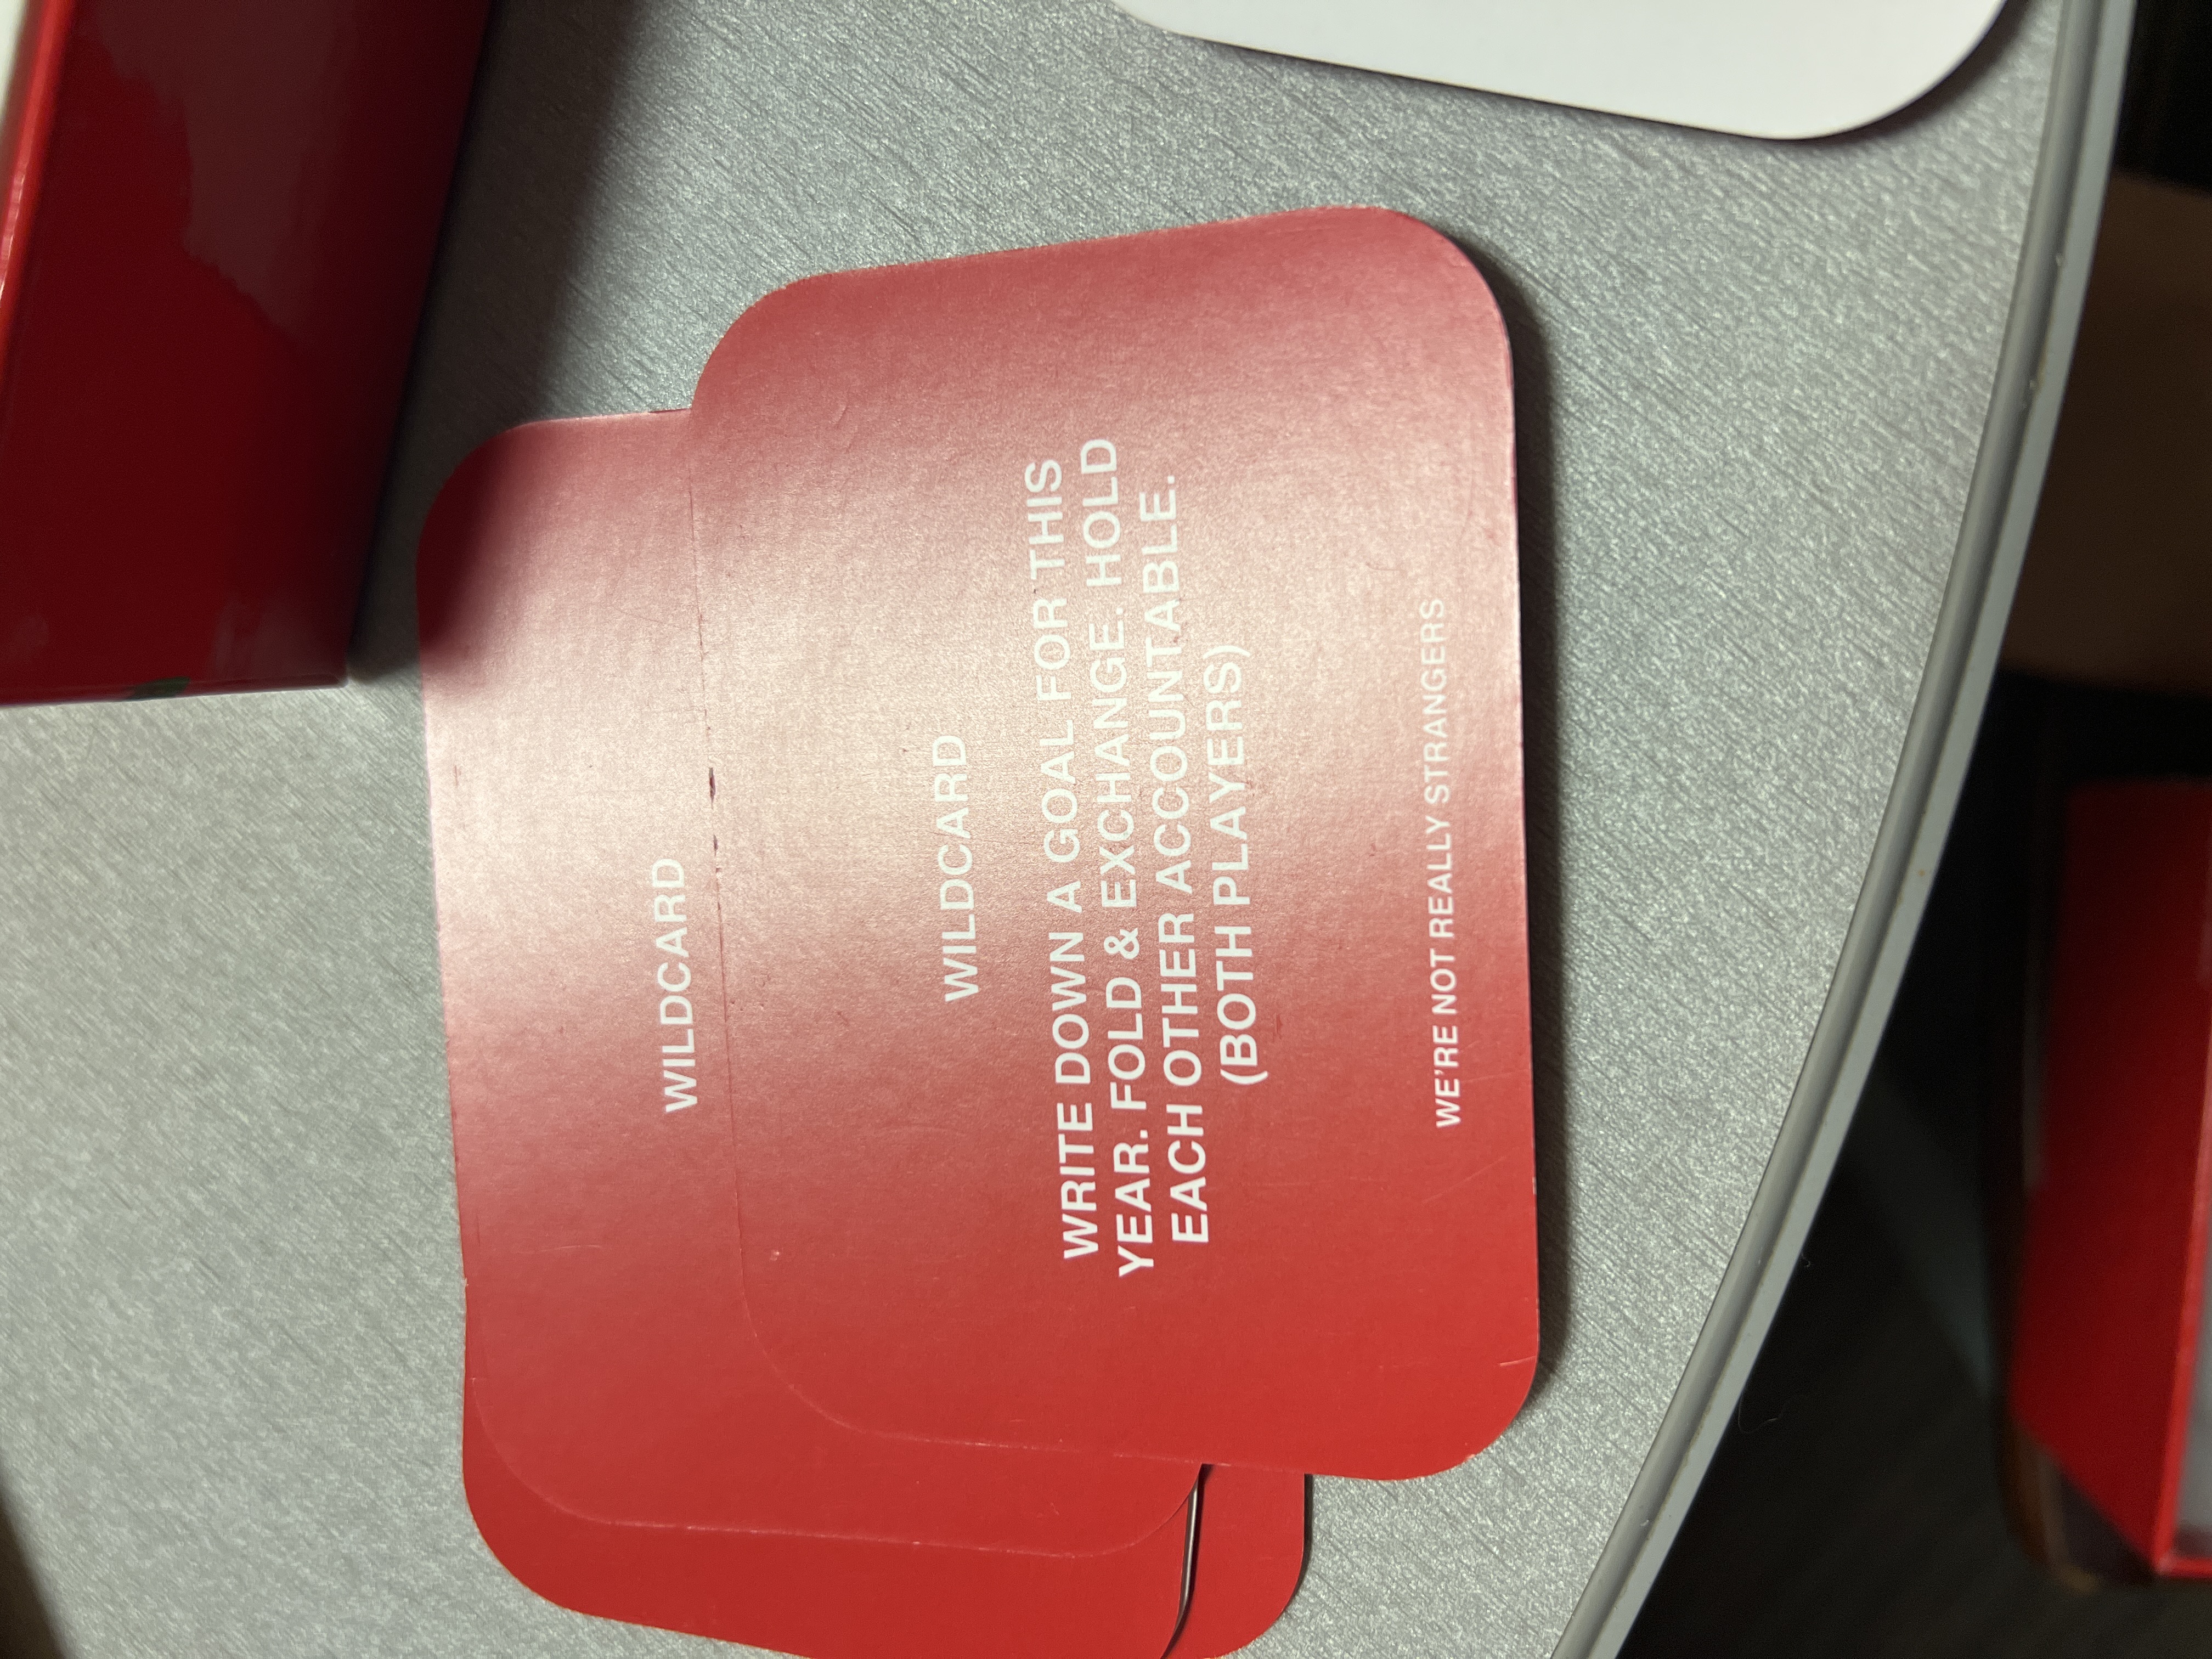 WILDCARD
WILDCARD
WRITE DOWN A GOAL FOR THIS
YEAR. FOLD & EXCHANGE. HOLD
EACH OTHER ACCOUNTABLE.
(BOTH PLAYERS)
WE'RE NOT REALLY STRANGERS